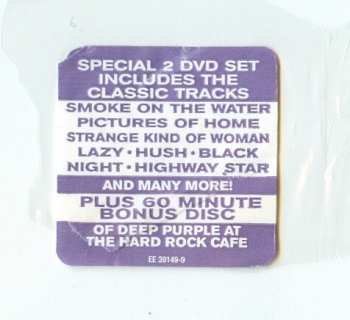 SPECIAL 2 DVD SET
INCLUDES THE
CLASSIC TRACKS
SMOKE ON THE WATER
PICTURES OF HOME
STRANGE KIND OF WOMAN
LAZY • HUSH • BLACK
NIGHT • HIGHWAY STAR
AND MANY MORE!
PLUS 60 MINUTE
BONUS DISC
OF DEEP PURPLE AT
THE HARD ROCK CAFE
EE 39149-9